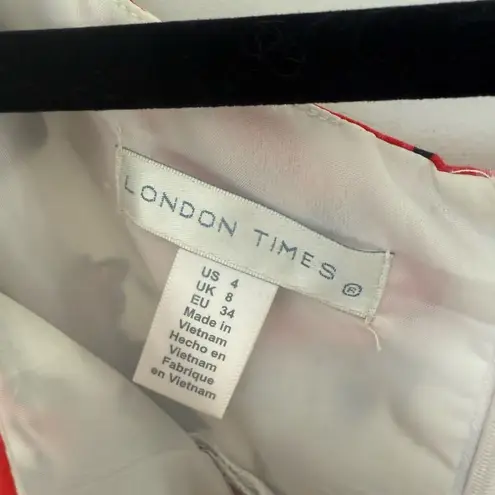 LONDON TIMES ®
US 4
UK 8
EU 34
Made in
Vietnam
Hecho en
Vietnam
Fabrique
en Vietnam